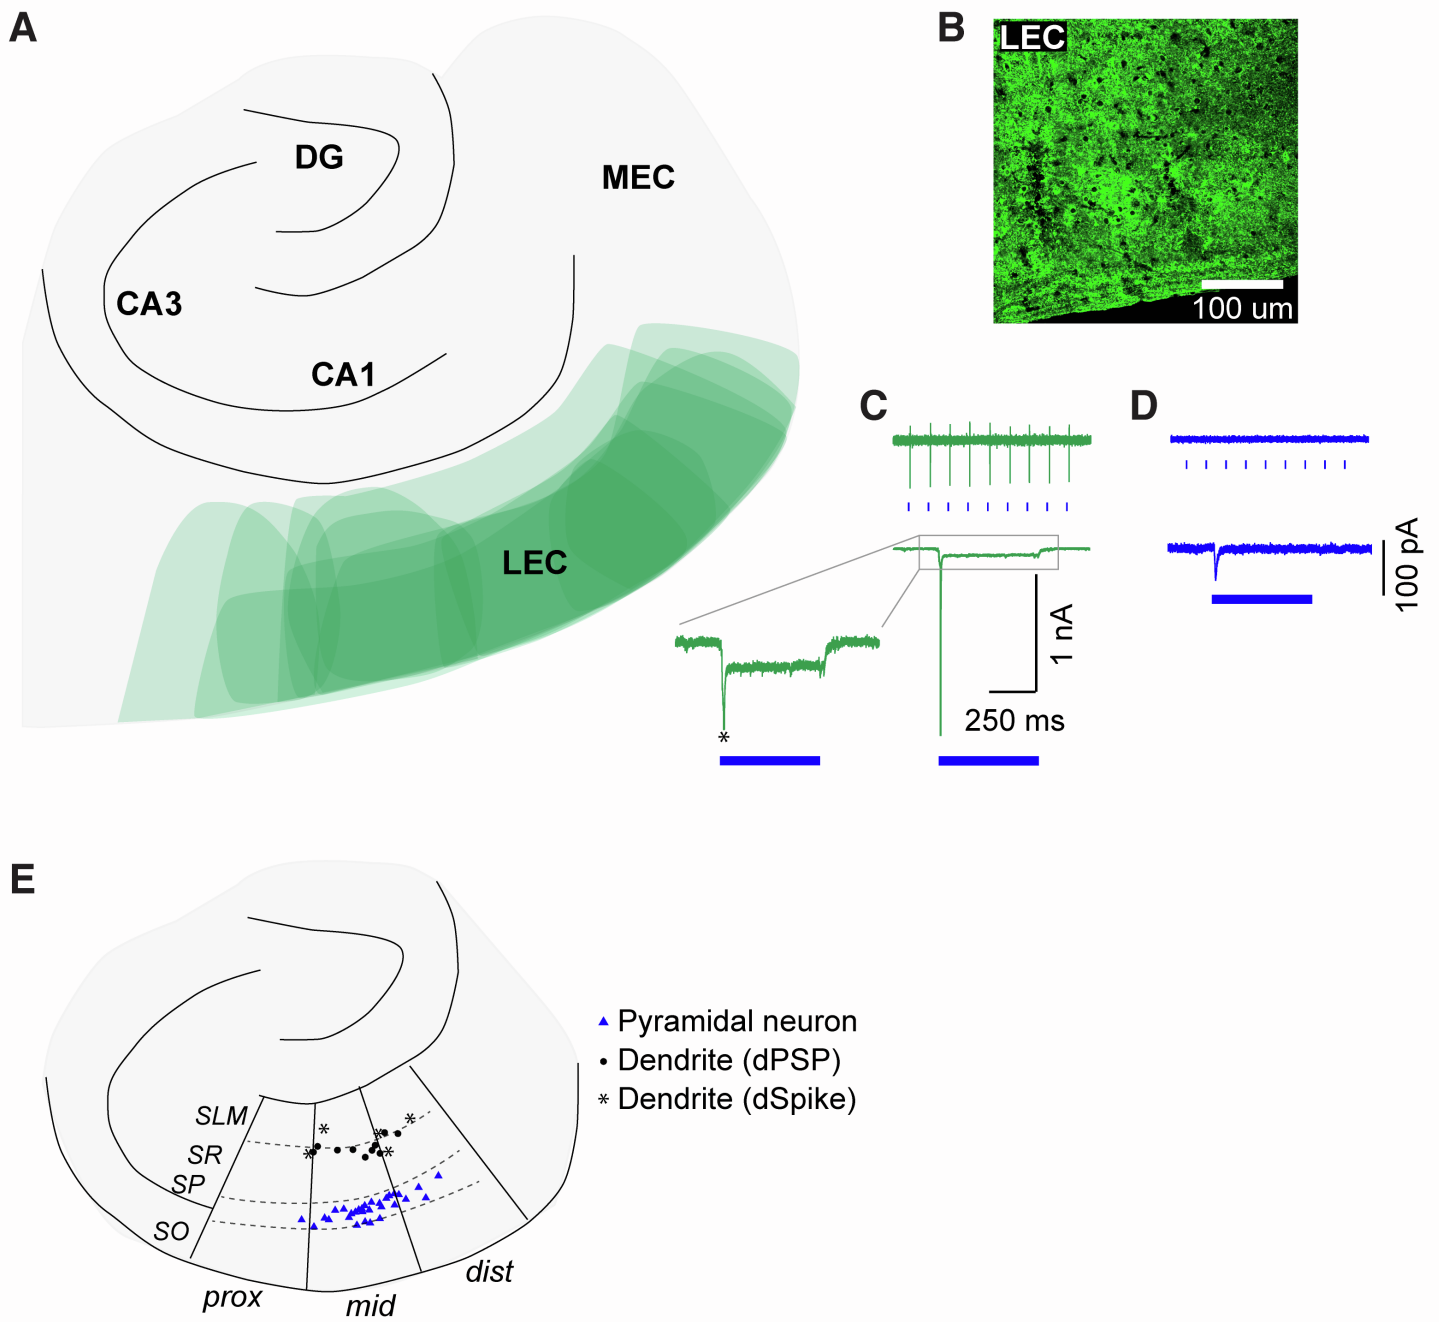 A
DG
MEC
CA3
CA1
LEC
B
LEC
100 um
C
1 nA
250 ms
*
D
100 pA
E
Pyramidal neuron
Dendrite (dPSP)
* Dendrite (dSpike)
SLM
SR
SP
SO
prox
mid
dist